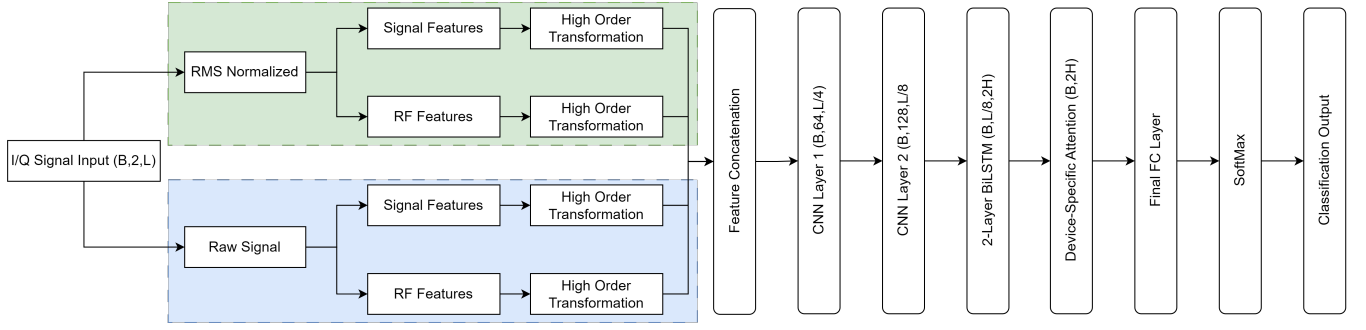 I/Q Signal Input (B,2,L)
RMS Normalized
Signal Features
High Order
Transformation
RF Features
High Order
Transformation
Raw Signal
Signal Features
High Order
Transformation
RF Features
High Order
Transformation
Feature Concatenation
CNN Layer 1 (B,64,L/4)
CNN Layer 2 (B,128,L/8
2-Layer BiLSTM (B,L/8,2H)
Device-Specific Attention (B,2H)
Final FC Layer
SoftMax
Classification Output